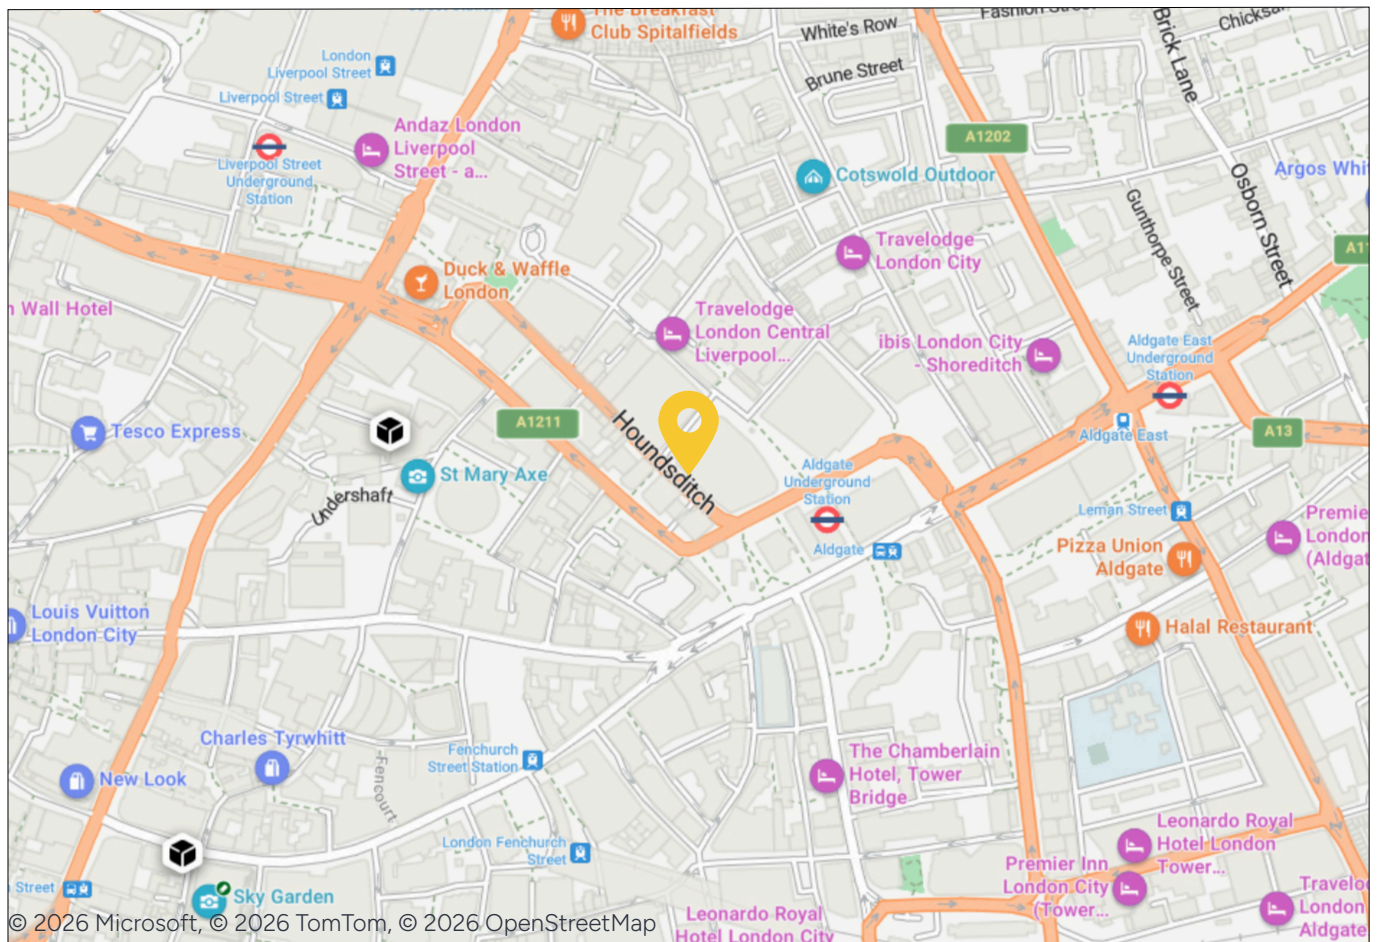 The Breakfast
Club Spitalfields
White's Row
Fashion Street
Chicksan
Brick Lane
Brune Street
London
Liverpool Street
Liverpool Street
Andaz London
Liverpool
Street - a...
Liverpool Street
Underground
Station
A1202
Cotswold Outdoor
Argos Whit
Osborn Street
Gunthorpe Street
Travelodge
London City
A11
Duck & Waffle
London
n Wall Hotel
Travelodge
London Central
Liverpool...
ibis London City
- Shoreditch
Aldgate East
Underground
Station
A1211
Houndsditch
Tesco Express
Aldgate East
A13
St Mary Axe
Undershaft
Aldgate
Underground
Station
Leman Street
Premie
London
(Aldgat
Aldgate
Pizza Union
Aldgate
Louis Vuitton
London City
Halal Restaurant
Charles Tyrwhitt
New Look
Fencourt
Fenchurch
Street Station
The Chamberlain
Hotel, Tower
Bridge
London Fenchurch
Street
Leonardo Royal
Hotel London
Tower...
Premier Inn
London City
(Tower...
Street
Sky Garden
Leonardo Royal
Hotel London City
Travelo
London
Aldgate
© 2026 Microsoft, © 2026 TomTom, © 2026 OpenStreetMap